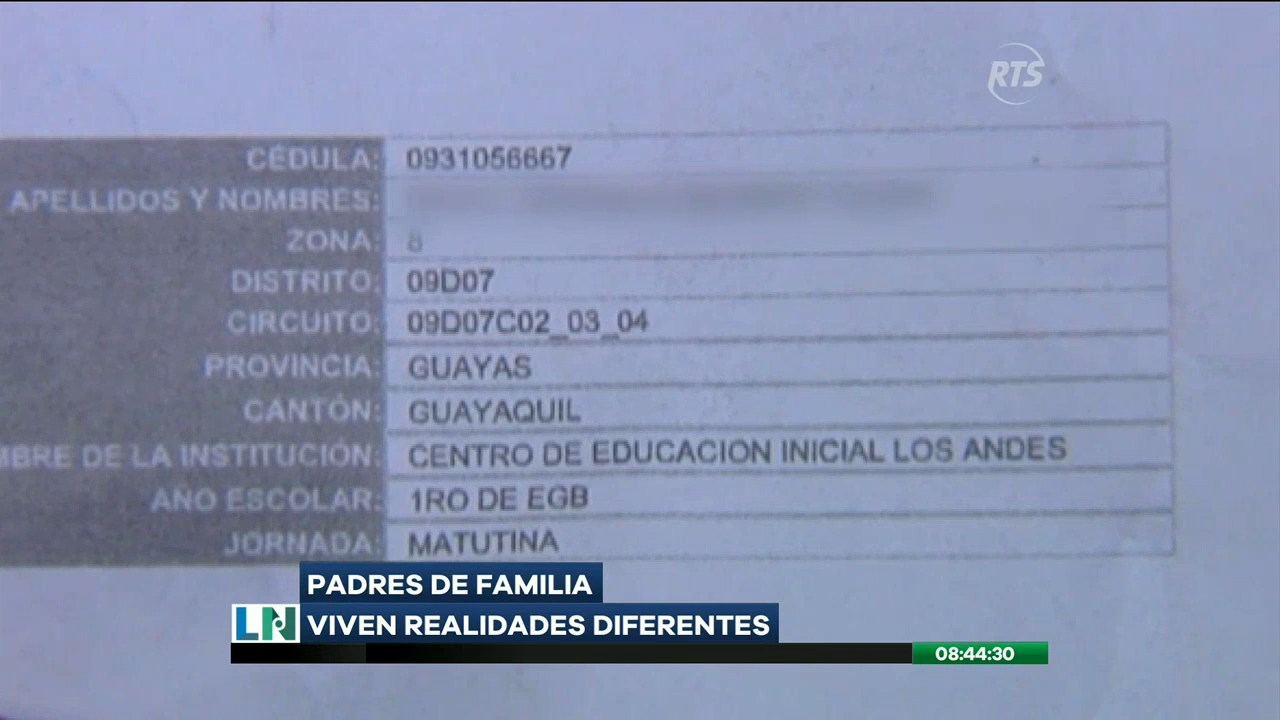 RTS
CÉDULA: 0931056667
APELLIDOS Y NOMBRES:
ZONA: 8
DISTRITO: 09D07
CIRCUITO: 09D07C02_03_04
PROVINCIA: GUAYAS
CANTÓN: GUAYAQUIL
MBRE DE LA INSTITUCIÓN: CENTRO DE EDUCACION INICIAL LOS ANDES
AÑO ESCOLAR: 1RO DE EGB
JORNADA: MATUTINA
PADRES DE FAMILIA
LN VIVEN REALIDADES DIFERENTES
08:44:30